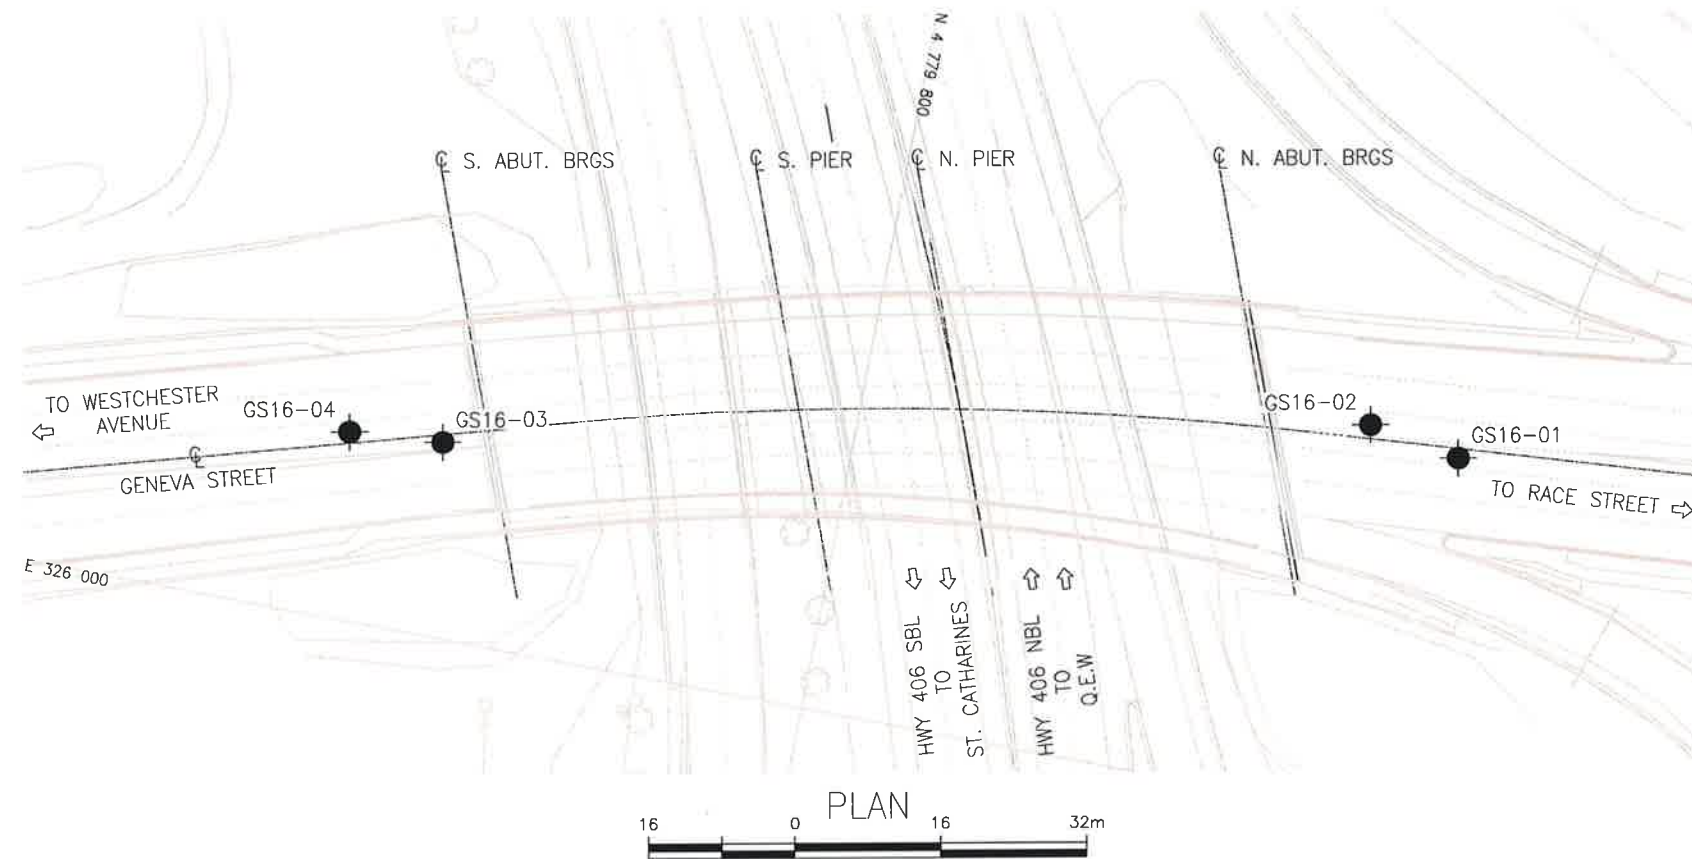 N. 4 779 800
℄ S. ABUT. BRGS
℄ S. PIER
℄ N. PIER
℄ N. ABUT. BRGS
TO WESTCHESTER
AVENUE
GS16-04
GS16-03
GS16-02
GS16-01
℄
GENEVA STREET
TO RACE STREET
E 326 000
HWY 406 SBL
TO
ST. CATHARINES
HWY 406 NBL
TO
Q.E.W
PLAN
16 0 16 32m